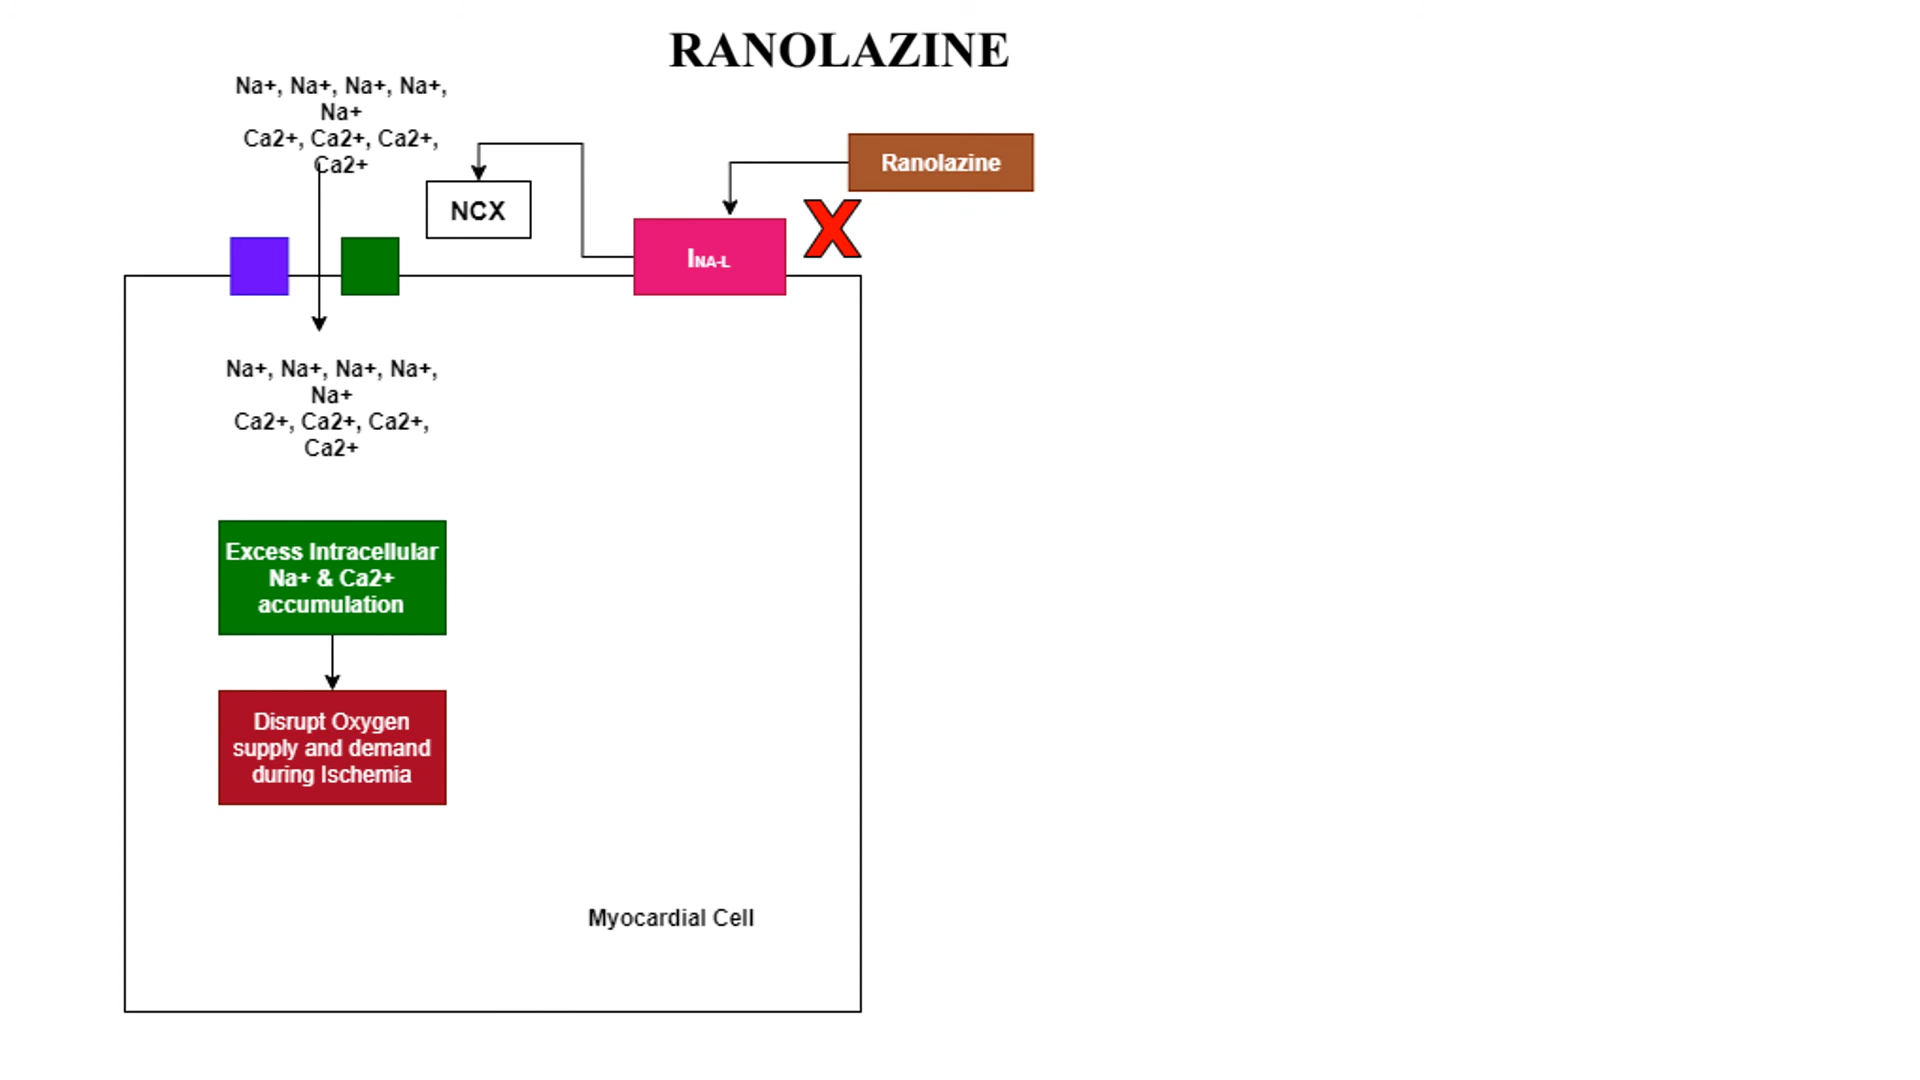 RANOLAZINE
Na+, Na+, Na+, Na+,
Na+
Ca2+, Ca2+, Ca2+,
Ca2+
Ranolazine
NCX
X
INA-L
Na+, Na+, Na+, Na+,
Na+
Ca2+, Ca2+, Ca2+,
Ca2+
Excess Intracellular
Na+ & Ca2+
accumulation
Disrupt Oxygen
supply and demand
during Ischemia
Myocardial Cell